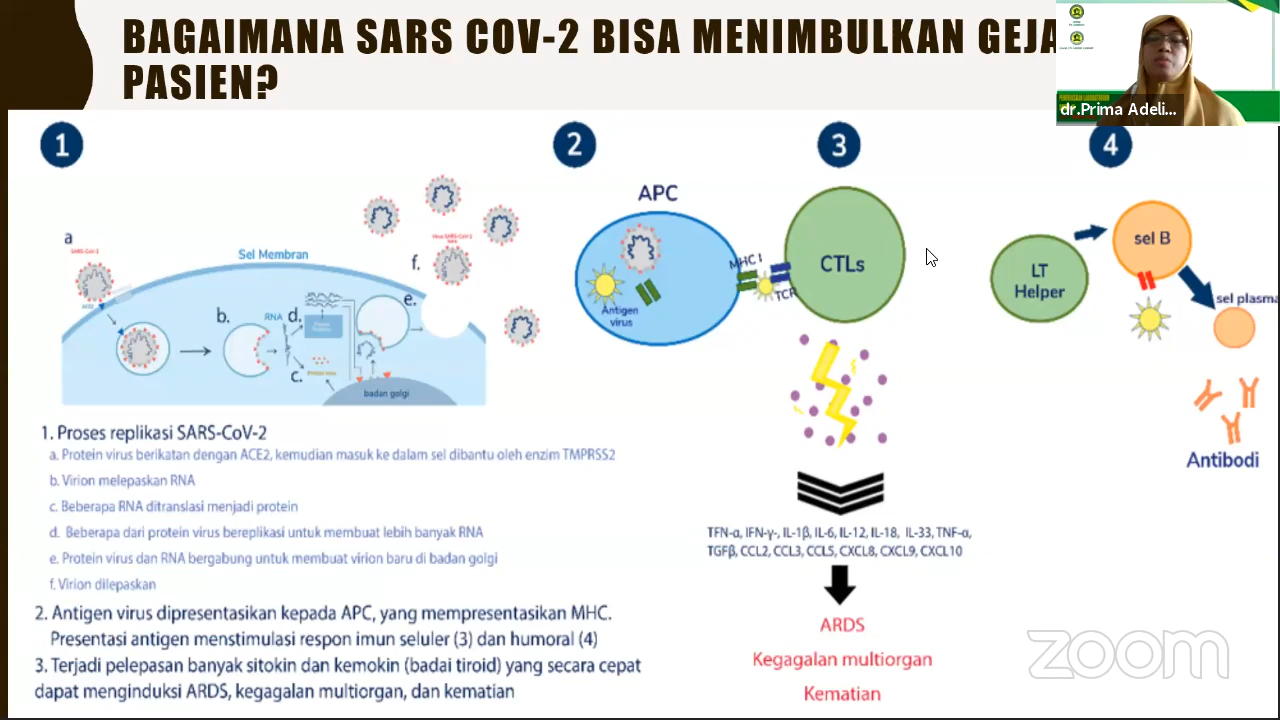 BAGAIMANA SARS COV-2 BISA MENIMBULKAN GEJA
PASIEN?
dr.Prima Adeli...
1
2
3
4
a
SARS-CoV-2
ACE2
Sel Membran
b.
RNA
d.
c.
e.
f.
badan golgi
APC
Antigen
virus
MHC I
TCR
CTLs
LT
Helper
sel B
sel plasma
Antibodi
1. Proses replikasi SARS-CoV-2
a. Protein virus berikatan dengan ACE2, kemudian masuk ke dalam sel dibantu oleh enzim TMPRSS2
b. Virion melepaskan RNA
c. Beberapa RNA ditranslasi menjadi protein
d. Beberapa dari protein virus bereplikasi untuk membuat lebih banyak RNA
e. Protein virus dan RNA bergabung untuk membuat virion baru di badan golgi
f. Virion dilepaskan
2. Antigen virus dipresentasikan kepada APC, yang mempresentasikan MHC.
Presentasi antigen menstimulasi respon imun seluler (3) dan humoral (4)
3. Terjadi pelepasan banyak sitokin dan kemokin (badai tiroid) yang secara cepat
dapat menginduksi ARDS, kegagalan multiorgan, dan kematian
TFN-α, IFN-γ-, IL-1β, IL-6, IL-12, IL-18, IL-33, TNF-α,
TGFβ, CCL2, CCL3, CCL5, CXCL8, CXCL9, CXCL10
ARDS
Kegagalan multiorgan
Kematian
zoom